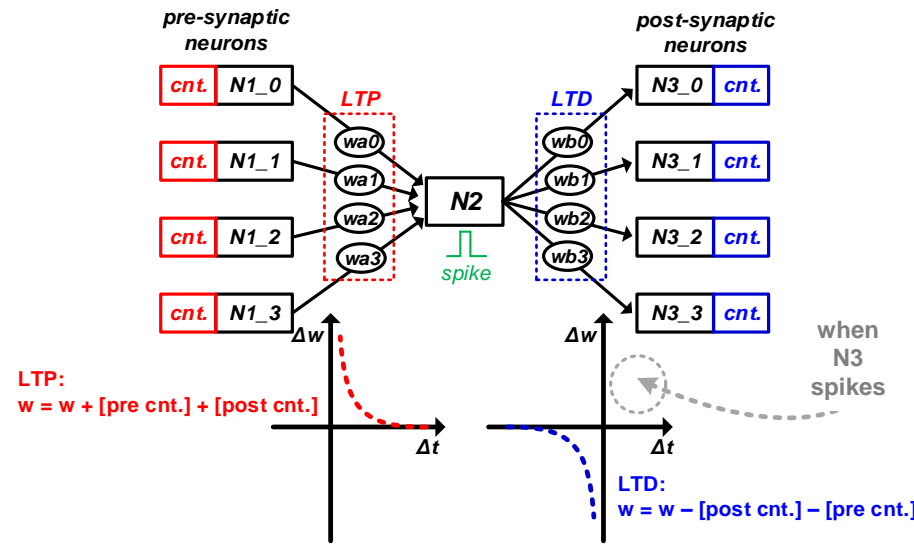 pre-synaptic
neurons
post-synaptic
neurons
cnt. N1_0
LTP
LTD
N3_0 cnt.
wa0
wb0
cnt. N1_1
wa1
wb1
N3_1 cnt.
N2
cnt. N1_2
wa2
wb2
N3_2 cnt.
wa3
wb3
spike
cnt. N1_3
N3_3 cnt.
Δw
Δw
when
N3
spikes
LTP:
w = w + [pre cnt.] + [post cnt.]
Δt
Δt
LTD:
w = w – [post cnt.] – [pre cnt.]